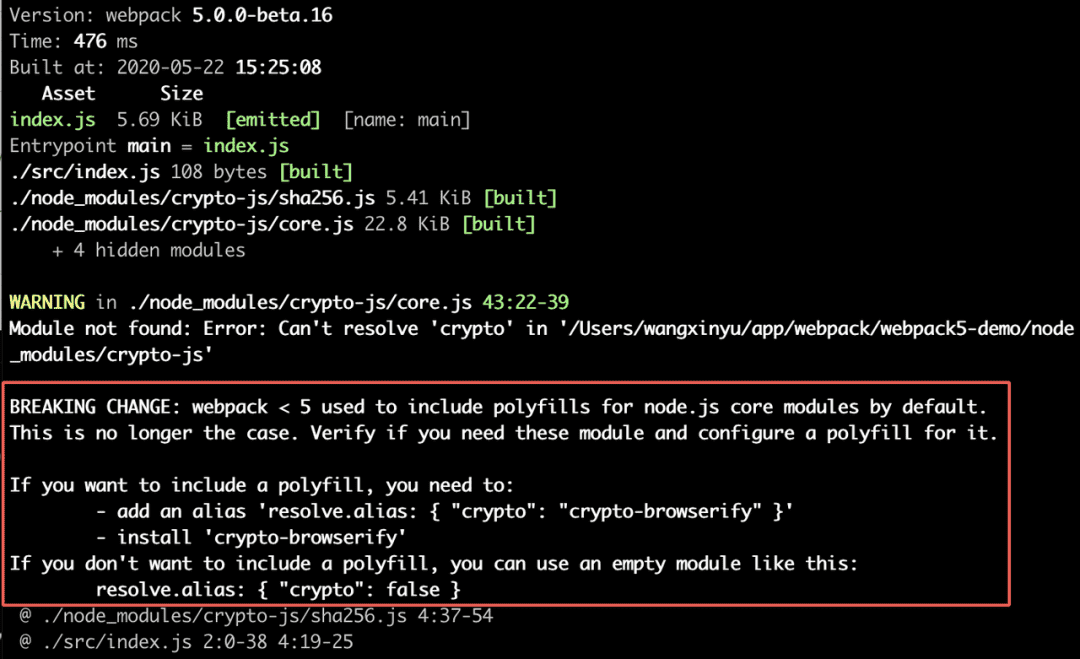 Version: webpack 5.0.0-beta.16
Time: 476 ms
Built at: 2020-05-22 15:25:08
Asset Size
index.js 5.69 KiB [emitted] [name: main]
Entrypoint main = index.js
./src/index.js 108 bytes [built]
./node_modules/crypto-js/sha256.js 5.41 KiB [built]
./node_modules/crypto-js/core.js 22.8 KiB [built]
+ 4 hidden modules
WARNING in ./node_modules/crypto-js/core.js 43:22-39
Module not found: Error: Can't resolve 'crypto' in '/Users/wangxinyu/app/webpack/webpack5-demo/node
_modules/crypto-js'
BREAKING CHANGE: webpack < 5 used to include polyfills for node.js core modules by default.
This is no longer the case. Verify if you need these module and configure a polyfill for it.
If you want to include a polyfill, you need to:
- add an alias 'resolve.alias: { "crypto": "crypto-browserify" }'
- install 'crypto-browserify'
If you don't want to include a polyfill, you can use an empty module like this:
resolve.alias: { "crypto": false }
@ ./node_modules/crypto-js/sha256.js 4:37-54
@ ./src/index.js 2:0-38 4:19-25